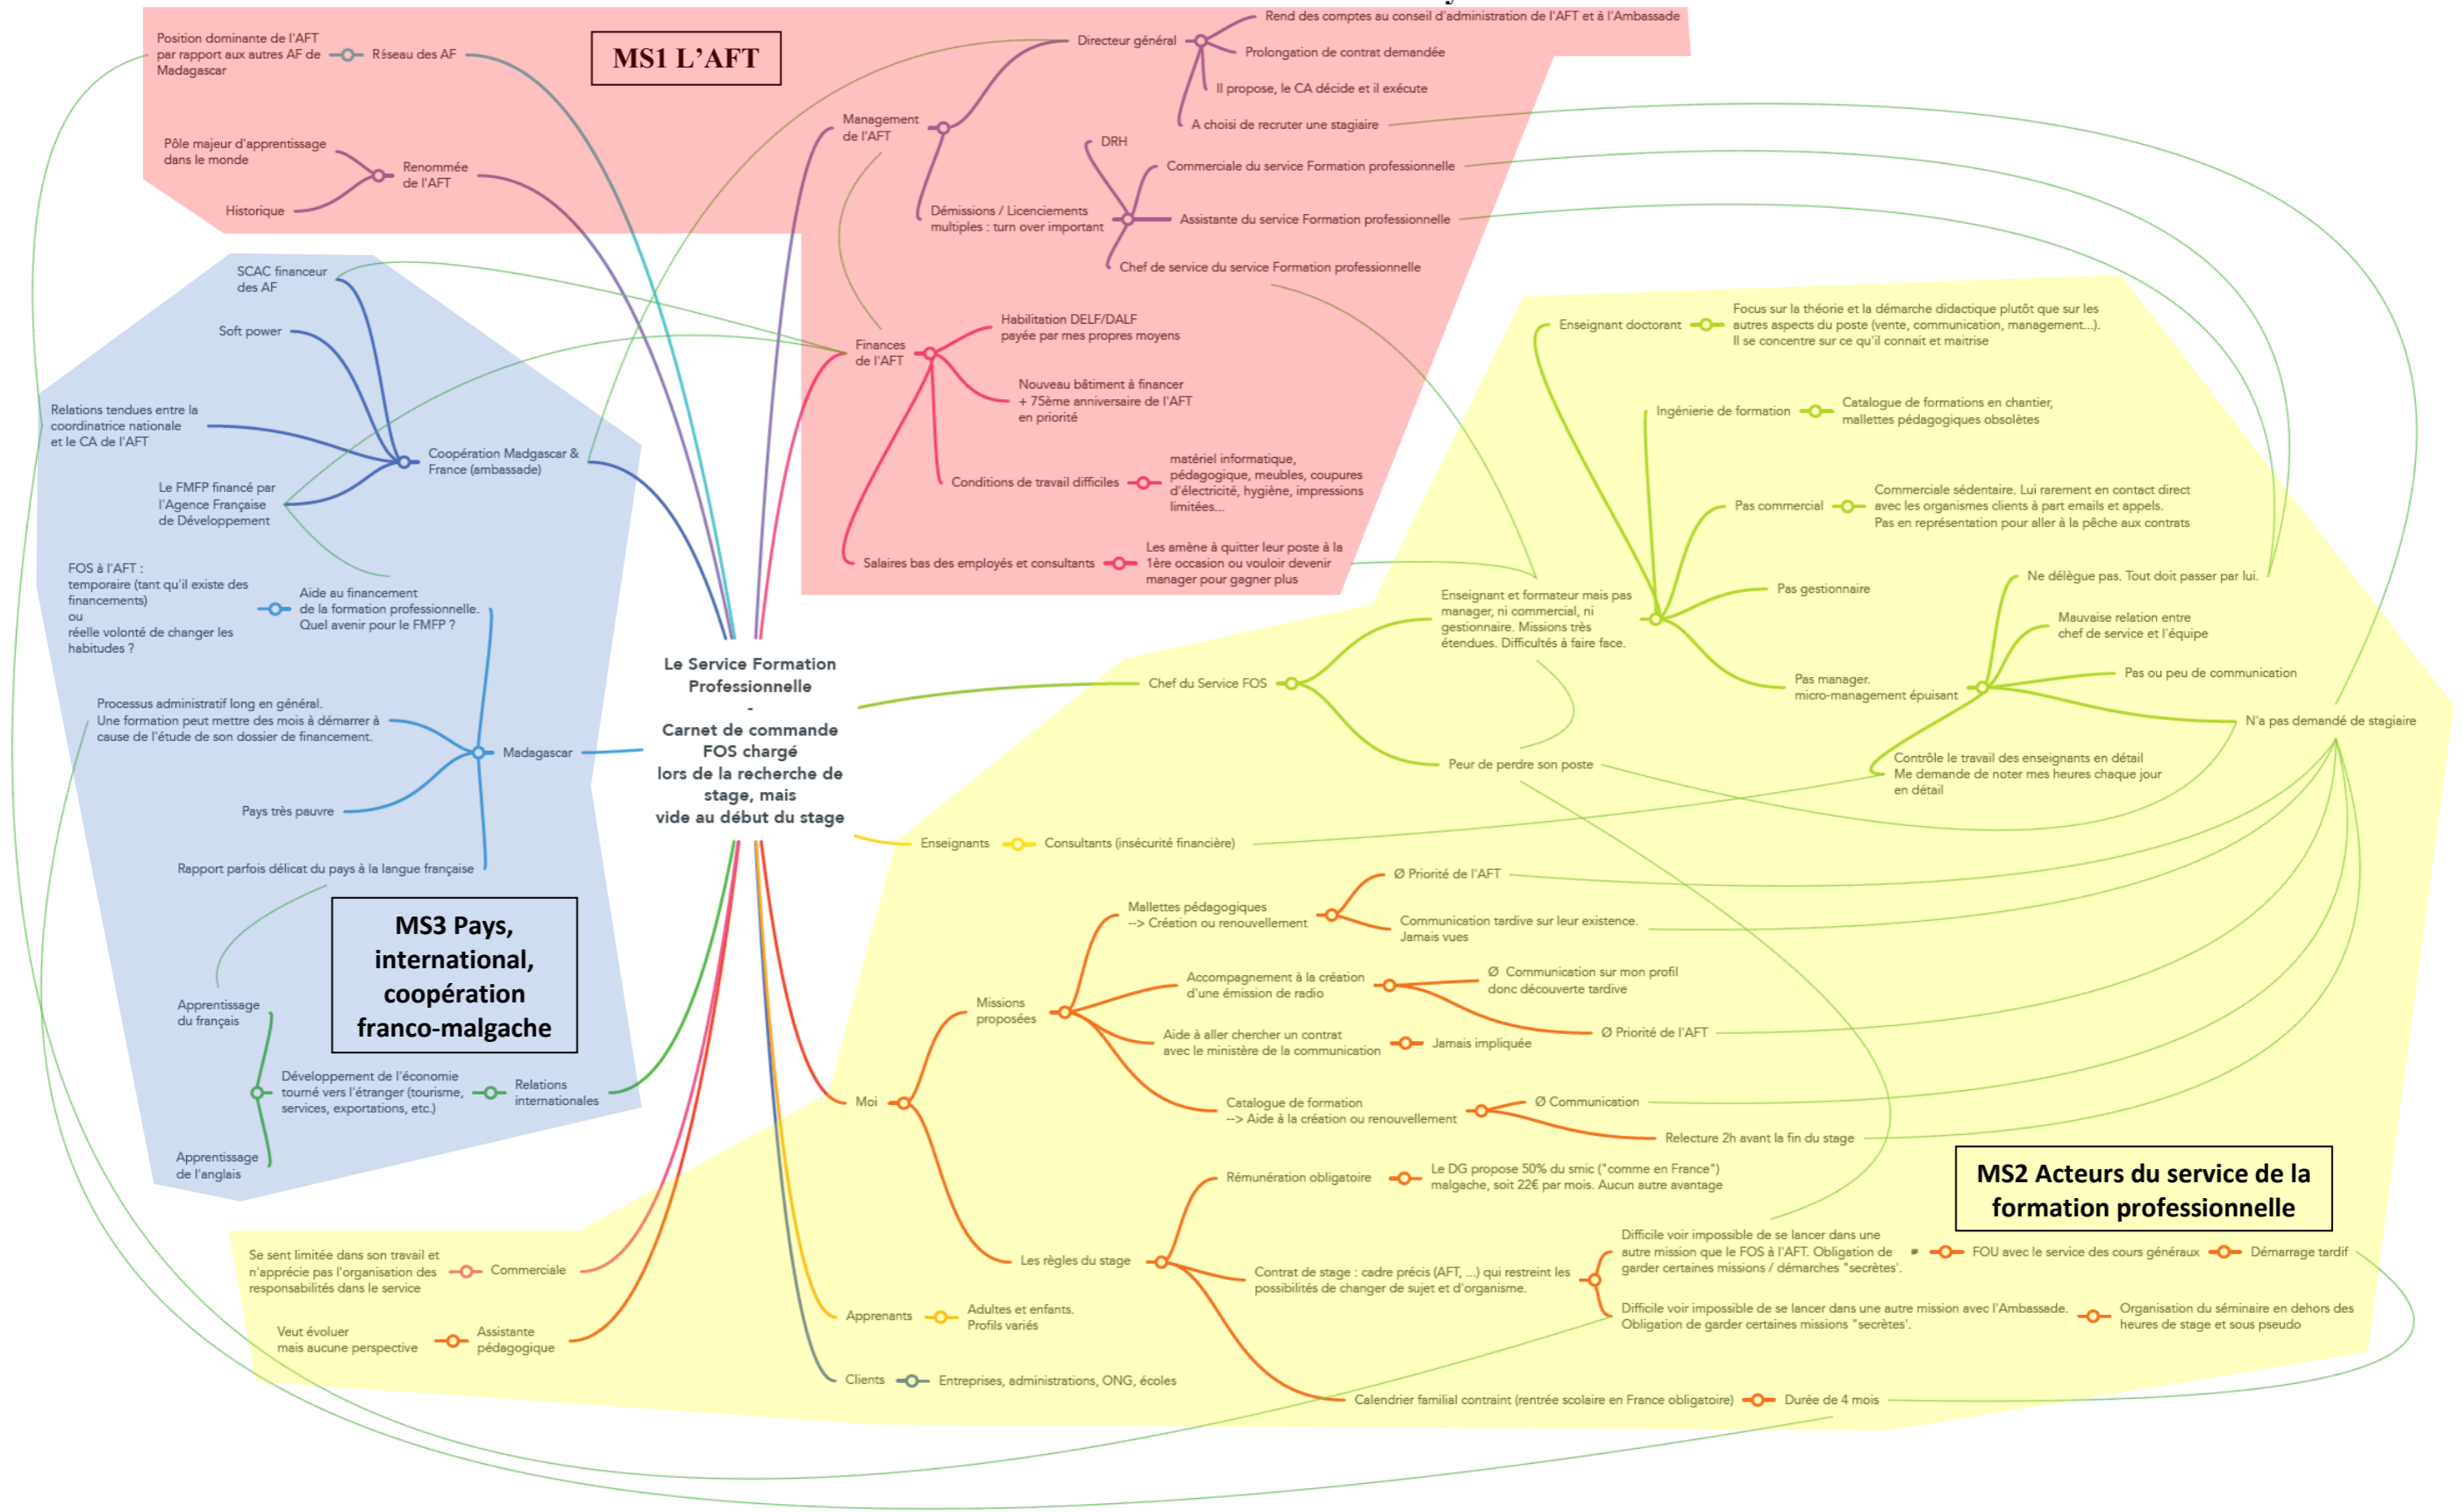 MS1 L'AFT
Position dominante de l'AFT
par rapport aux autres AF de
Madagascar
Réseau des AF
Pôle majeur d'apprentissage
dans le monde
Renommée
de l'AFT
Historique
Management
de l'AFT
Directeur général
Rend des comptes au conseil d'administration de l'AFT et à l'Ambassade
Prolongation de contrat demandée
Il propose, le CA décide et il exécute
A choisi de recruter une stagiaire
Démissions / Licenciements
multiples : turn over important
DRH
Commerciale du service Formation professionnelle
Assistante du service Formation professionnelle
Chef de service du service Formation professionnelle
Finances
de l'AFT
Habilitation DELF/DALF
payée par mes propres moyens
Nouveau bâtiment à financer
+ 75ème anniversaire de l'AFT
en priorité
Conditions de travail difficiles
matériel informatique,
pédagogique, meubles, coupures
d'électricité, hygiène, impressions
limitées...
Salaires bas des employés et consultants
Les amène à quitter leur poste à la
1ère occasion ou vouloir devenir
manager pour gagner plus
SCAC financeur
des AF
Soft power
Relations tendues entre la
coordinatrice nationale
et le CA de l'AFT
Le FMFP financé par
l'Agence Française
de Développement
Coopération Madgascar &
France (ambassade)
FOS à l'AFT :
temporaire (tant qu'il existe des
financements)
ou
réelle volonté de changer les
habitudes ?
Aide au financement
de la formation professionnelle.
Quel avenir pour le FMFP ?
Processus administratif long en général.
Une formation peut mettre des mois à démarrer à
cause de l'étude de son dossier de financement.
Madagascar
Pays très pauvre
Rapport parfois délicat du pays à la langue française
MS3 Pays,
international,
coopération
franco-malgache
Apprentissage
du français
Développement de l'économie
tourné vers l'étranger (tourisme,
services, exportations, etc.)
Relations
internationales
Apprentissage
de l'anglais
Le Service Formation
Professionnelle
-
Carnet de commande
FOS chargé
lors de la recherche de
stage, mais
vide au début du stage
Chef du Service FOS
Enseignant et formateur mais pas
manager, ni commercial, ni
gestionnaire. Missions très
étendues. Difficultés à faire face.
Enseignant doctorant
Focus sur la théorie et la démarche didactique plutôt que sur les
autres aspects du poste (vente, communication, management...).
Il se concentre sur ce qu'il connait et maitrise
Ingénierie de formation
Catalogue de formations en chantier,
mallettes pédagogiques obsolètes
Pas commercial
Commerciale sédentaire. Lui rarement en contact direct
avec les organismes clients à part emails et appels.
Pas en représentation pour aller à la pêche aux contrats
Pas gestionnaire
Pas manager.
micro-management épuisant
Ne délègue pas. Tout doit passer par lui.
Mauvaise relation entre
chef de service et l'équipe
Pas ou peu de communication
N'a pas demandé de stagiaire
Contrôle le travail des enseignants en détail
Me demande de noter mes heures chaque jour
en détail
Peur de perdre son poste
Enseignants
Consultants (insécurité financière)
Moi
Missions
proposées
Mallettes pédagogiques
--> Création ou renouvellement
Ø Priorité de l'AFT
Communication tardive sur leur existence.
Jamais vues
Accompagnement à la création
d'une émission de radio
Ø Communication sur mon profil
donc découverte tardive
Ø Priorité de l'AFT
Aide à aller chercher un contrat
avec le ministère de la communication
Jamais impliquée
Catalogue de formation
--> Aide à la création ou renouvellement
Ø Communication
Relecture 2h avant la fin du stage
Les règles du stage
Rémunération obligatoire
Le DG propose 50% du smic ("comme en France")
malgache, soit 22€ par mois. Aucun autre avantage
Contrat de stage : cadre précis (AFT, ...) qui restreint les
possibilités de changer de sujet et d'organisme.
Difficile voir impossible de se lancer dans une
autre mission que le FOS à l'AFT. Obligation de
garder certaines missions / démarches "secrètes'.
FOU avec le service des cours généraux
Démarrage tardif
Difficile voir impossible de se lancer dans une autre mission avec l'Ambassade.
Obligation de garder certaines missions "secrètes'.
Organisation du séminaire en dehors des
heures de stage et sous pseudo
Calendrier familial contraint (rentrée scolaire en France obligatoire)
Durée de 4 mois
MS2 Acteurs du service de la
formation professionnelle
Se sent limitée dans son travail et
n'apprécie pas l'organisation des
responsabilités dans le service
Commerciale
Veut évoluer
mais aucune perspective
Assistante
pédagogique
Apprenants
Adultes et enfants.
Profils variés
Clients
Entreprises, administrations, ONG, écoles